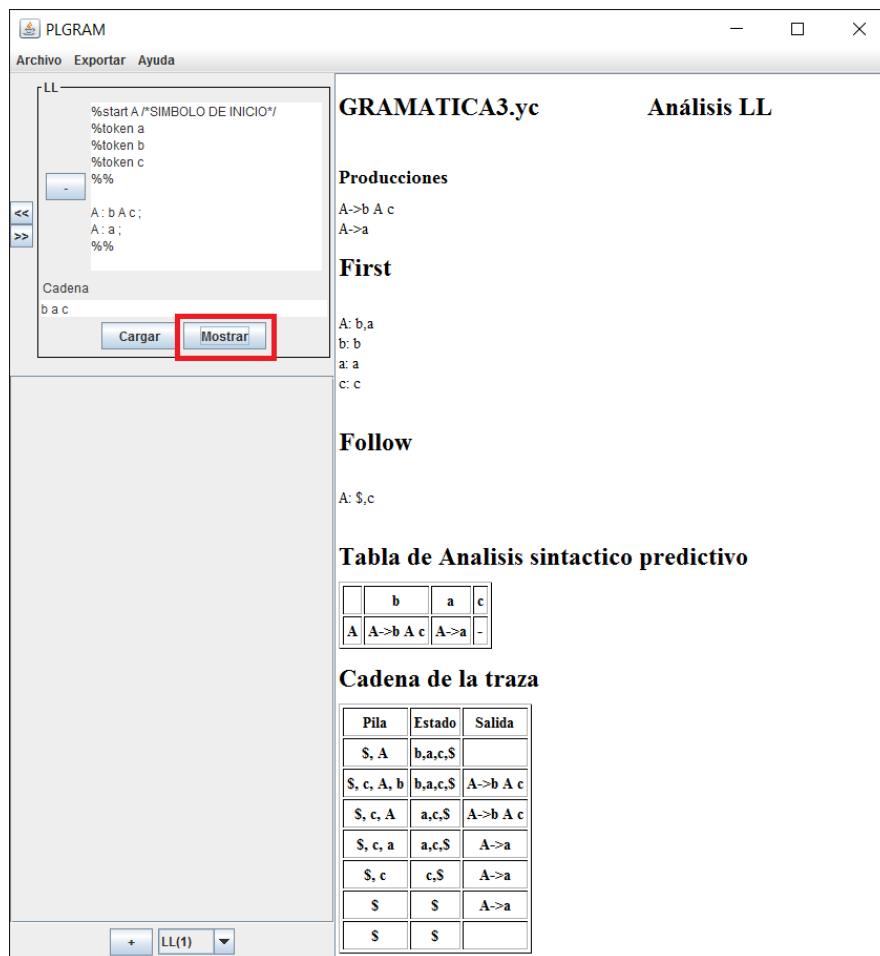 PLGRAM
Archivo Exportar Ayuda
LL
%start A /*SIMBOLO DE INICIO*/
%token a
%token b
%token c
%%
-
A : b A c ;
A : a ;
%%
<<
>>
Cadena
b a c
Cargar Mostrar
+ LL(1)
GRAMATICA3.yc Análisis LL
Producciones
A->b A c
A->a
First
A: b,a
b: b
a: a
c: c
Follow
A: $,c
Tabla de Analisis sintactico predictivo
b a c
A A->b A c A->a -
Cadena de la traza
Pila Estado Salida
$, A b,a,c,$
$, c, A, b b,a,c,$ A->b A c
$, c, A a,c,$ A->b A c
$, c, a a,c,$ A->a
$, c c,$ A->a
$ $ A->a
$ $